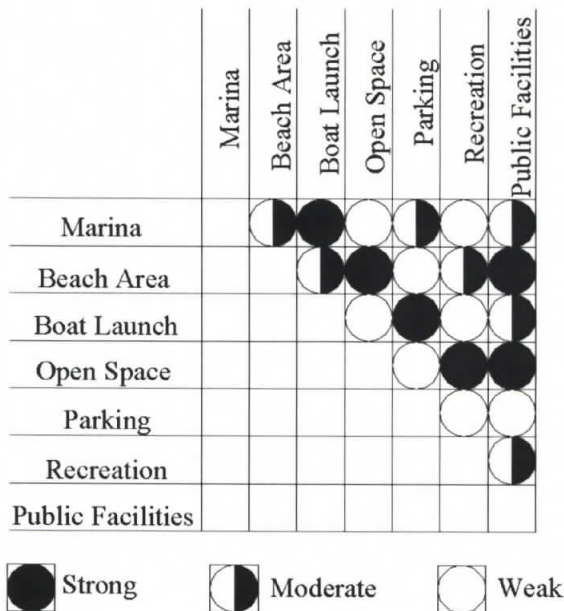 Marina
Beach Area
Boat Launch
Open Space
Parking
Recreation
Public Facilities
Marina
Beach Area
Boat Launch
Open Space
Parking
Recreation
Public Facilities
Strong Moderate Weak